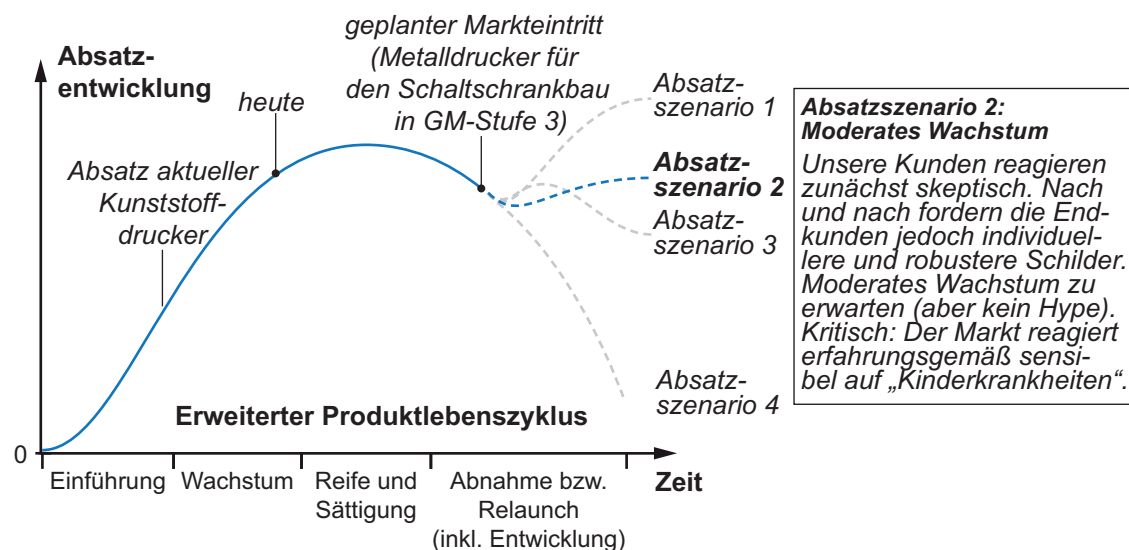 Absatz-
entwicklung
heute
geplanter Markteintritt
(Metalldrucker für
den Schaltschrankbau
in GM-Stufe 3)
Absatz aktueller
Kunststoff-
drucker
Absatz-
szenario 1
Absatz-
szenario 2
Absatz-
szenario 3
Absatz-
szenario 4
Absatzszenario 2:
Moderates Wachstum
Unsere Kunden reagieren
zunächst skeptisch. Nach
und nach fordern die End-
kunden jedoch individuel-
lere und robustere Schilder.
Moderates Wachstum zu
erwarten (aber kein Hype).
Kritisch: Der Markt reagiert
erfahrungsgemäß sensi-
bel auf „Kinderkrankheiten“.
Erweiterter Produktlebenszyklus
0
Einführung
Wachstum
Reife und
Sättigung
Abnahme bzw.
Relaunch
(inkl. Entwicklung)
Zeit